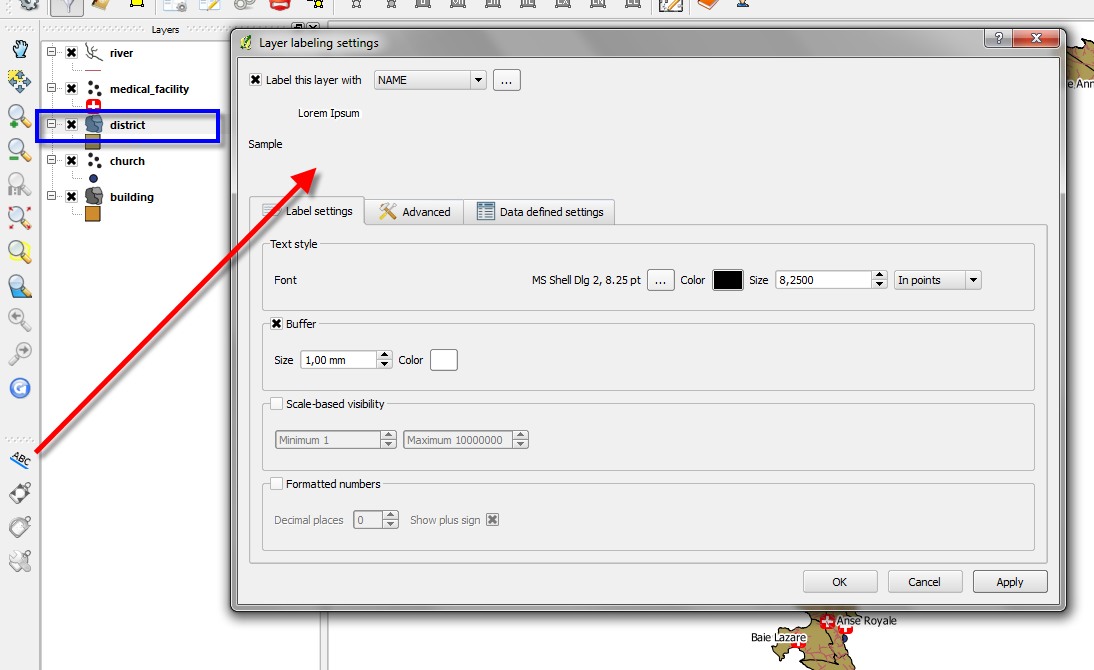 Layers
river
medical_facility
district
church
building
ABC
Layer labeling settings
?
Label this layer with NAME ...
Lorem Ipsum
Sample
Label settings Advanced Data defined settings
Text style
Font MS Shell Dlg 2, 8.25 pt ... Color Size 8,2500 In points
Buffer
Size 1,00 mm Color
Scale-based visibility
Minimum 1 Maximum 10000000
Formatted numbers
Decimal places 0 Show plus sign
OK Cancel Apply
Anse Royale
Baie Lazare